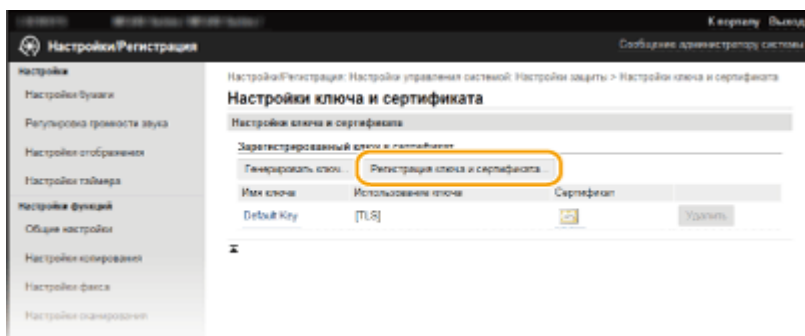 К порталу Выход
Настройки/Регистрация
Сообщение администратору системы
Настройки
Настройки бумаги
Регулировка громкости звука
Настройки отображения
Настройки таймера
Настройки функций
Общие настройки
Настройки копирования
Настройки факса
Настройки сканирования
Настройки/Регистрация: Настройки управления системой: Настройки защиты > Настройки ключа и сертификата
Настройки ключа и сертификата
Настройки ключа и сертификата
Зарегистрированный ключ и сертификат
Генерировать ключ... Регистрация ключа и сертификата...
Имя ключа Использование ключа Сертификат
Default Key [TLS] Удалить